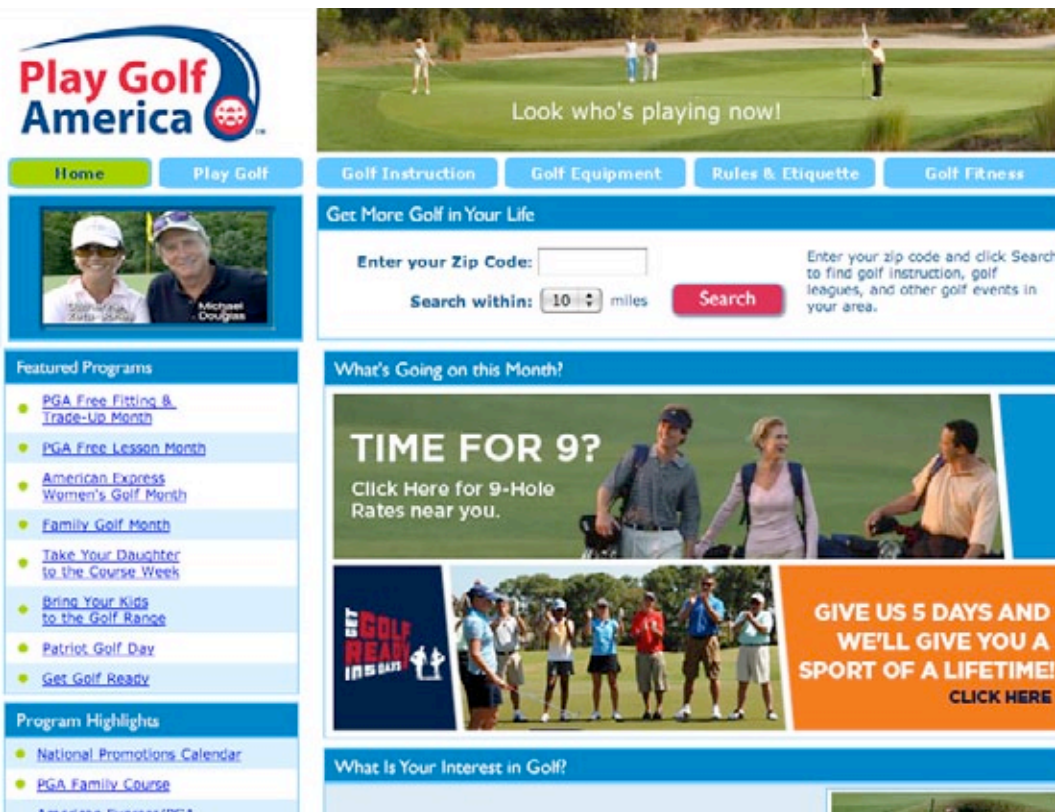 Play Golf
America
Look who's playing now!
Home
Play Golf
Golf Instruction
Golf Equipment
Rules & Etiquette
Golf Fitness
Michael
Douglas
Get More Golf in Your Life
Enter your Zip Code:
Search within: 10 miles
Search
Enter your zip code and click Search
to find golf instruction, golf
leagues, and other golf events in
your area.
Featured Programs
PGA Free Fitting &
Trade-Up Month
PGA Free Lesson Month
American Express
Women's Golf Month
Family Golf Month
Take Your Daughter
to the Course Week
Bring Your Kids
to the Golf Range
Patriot Golf Day
Get Golf Ready
Program Highlights
National Promotions Calendar
PGA Family Course
American Express/PGA
What's Going on this Month?
TIME FOR 9?
Click Here for 9-Hole
Rates near you.
GET
GOLF
READY
IN 5 DAYS
GIVE US 5 DAYS AND
WE'LL GIVE YOU A
SPORT OF A LIFETIME!
CLICK HERE
What Is Your Interest in Golf?